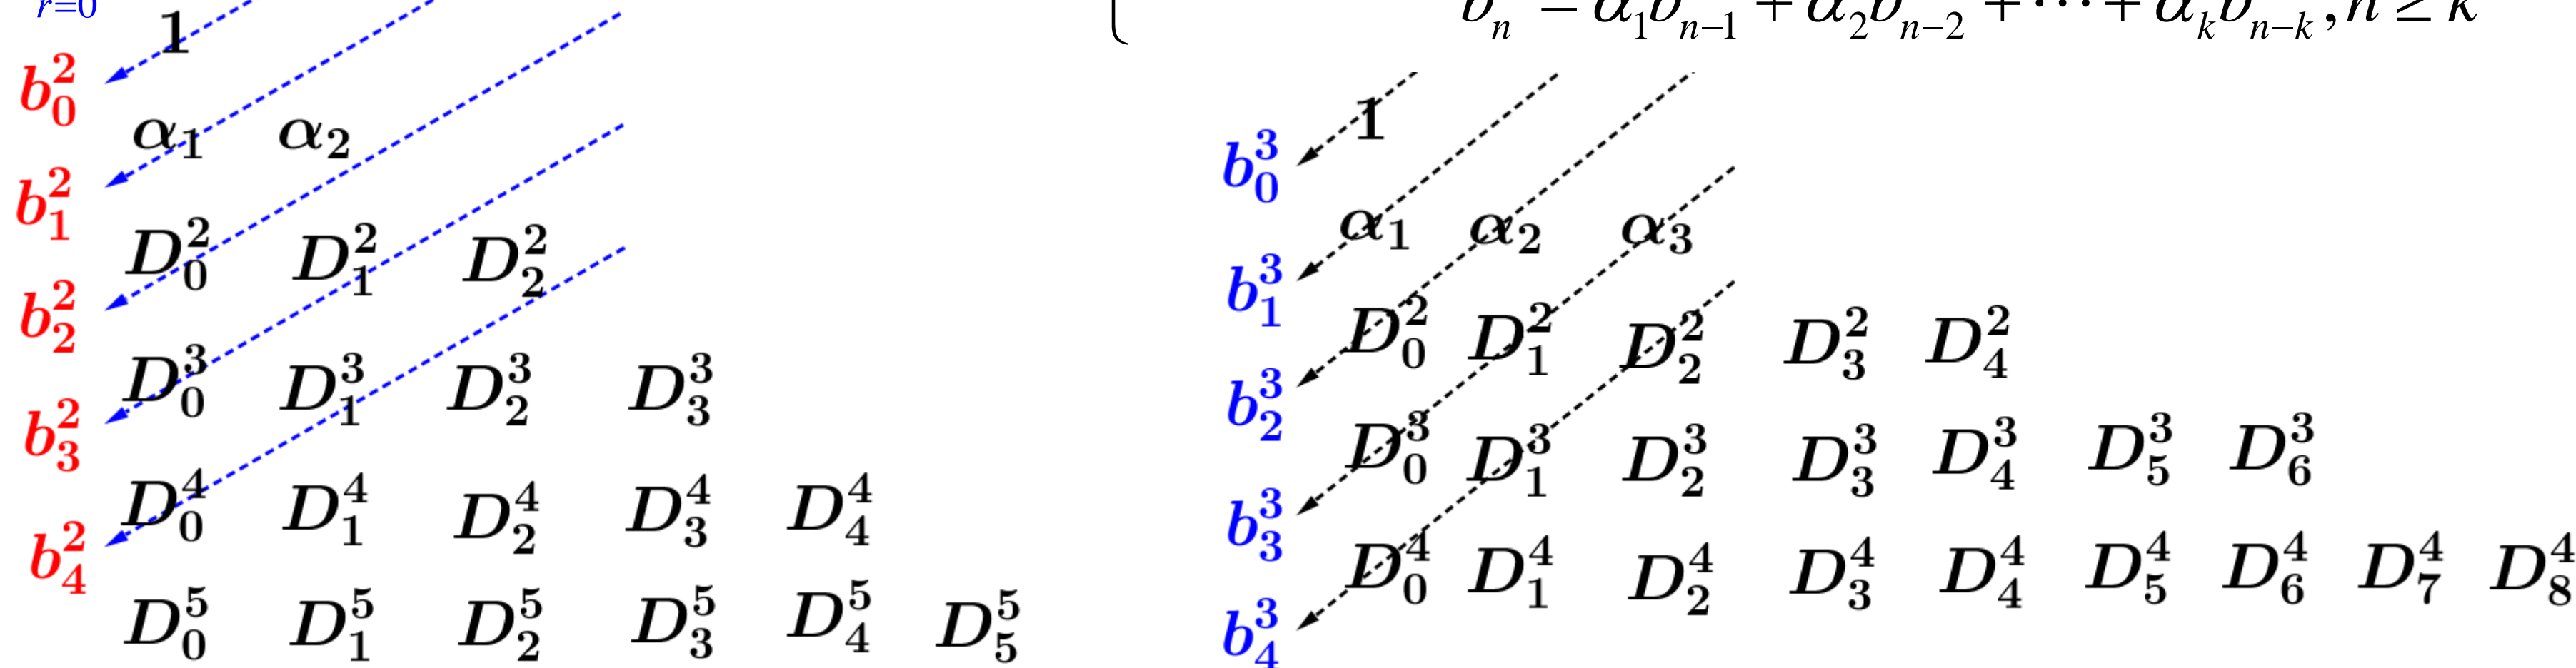 r=0
b_n = α_1 b_{n-1} + α_2 b_{n-2} + ⋯ + α_k b_{n-k}, n ≥ k
1
b_0^2
α_1 α_2
b_1^2
D_0^2 D_1^2 D_2^2
b_2^2
D_0^3 D_1^3 D_2^3 D_3^3
b_3^2
D_0^4 D_1^4 D_2^4 D_3^4 D_4^4
b_4^2
D_0^5 D_1^5 D_2^5 D_3^5 D_4^5 D_5^5
1
b_0^3
α_1 α_2 α_3
b_1^3
D_0^2 D_1^2 D_2^2 D_3^2 D_4^2
b_2^3
D_0^3 D_1^3 D_2^3 D_3^3 D_4^3 D_5^3 D_6^3
b_3^3
D_0^4 D_1^4 D_2^4 D_3^4 D_4^4 D_5^4 D_6^4 D_7^4 D_8^4
b_4^3